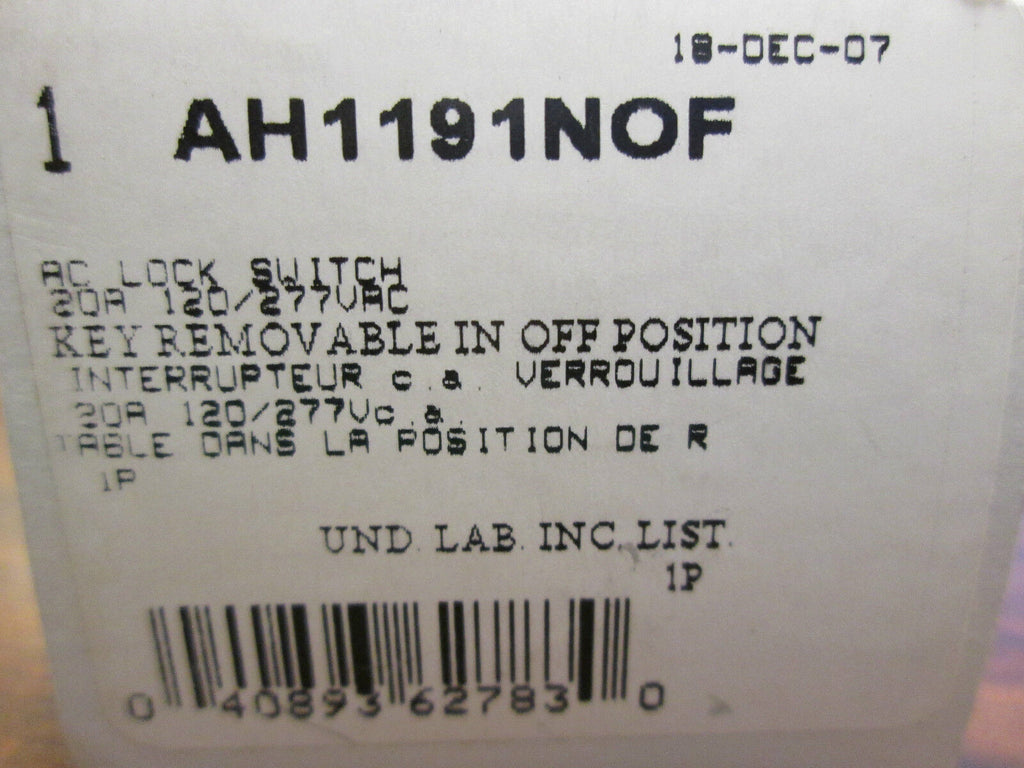 18-DEC-07
1 AH1191NOF
AC LOCK SWITCH
20A 120/277VAC
KEY REMOVABLE IN OFF POSITION
INTERRUPTEUR c.a. VERROUILLAGE
20A 120/277Vc.a.
TABLE DANS LA POSITION DE R
1P
UND. LAB. INC. LIST.
1P
0 40893 62783 0